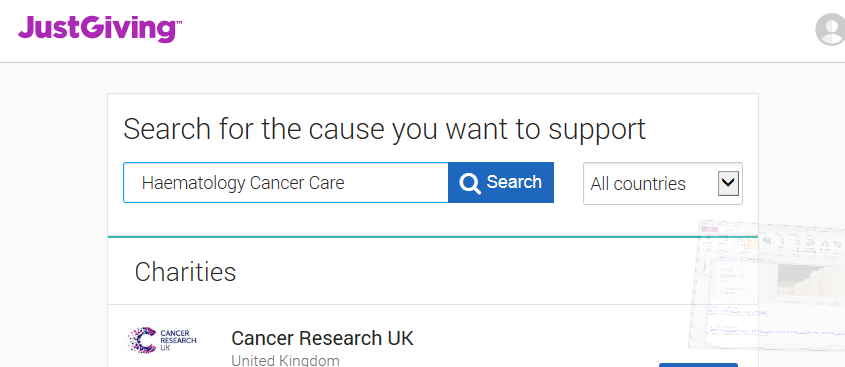 JustGiving™
Search for the cause you want to support
Haematology Cancer Care
Search
All countries
Charities
CANCER
RESEARCH
UK
Cancer Research UK
United Kingdom